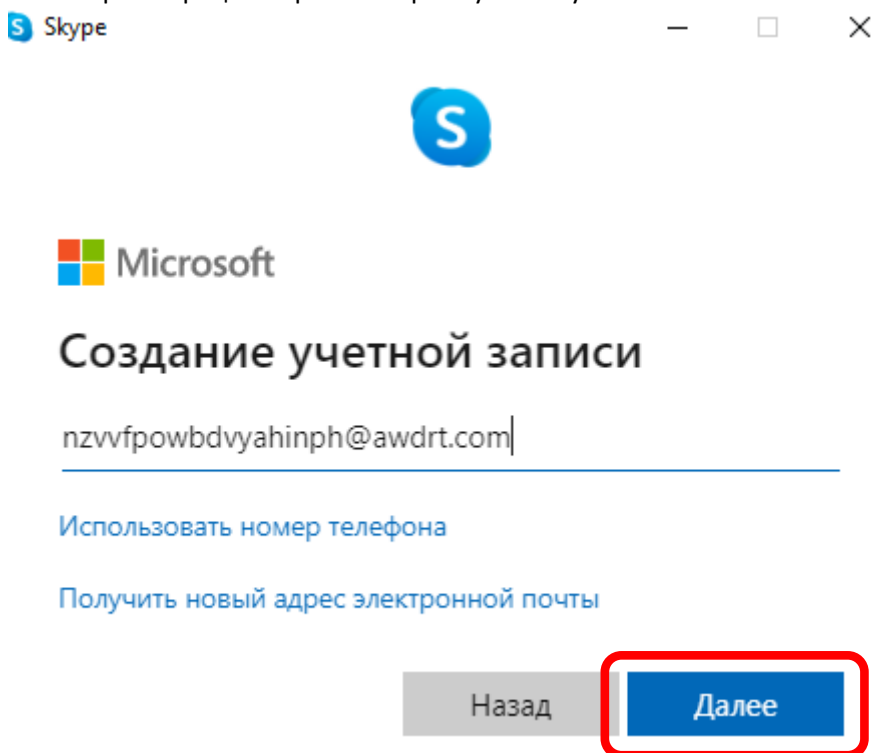 Skype
S
Microsoft
Создание учетной записи
nzvvfpowbdvyahinph@awdrt.com
Использовать номер телефона
Получить новый адрес электронной почты
Назад
Далее